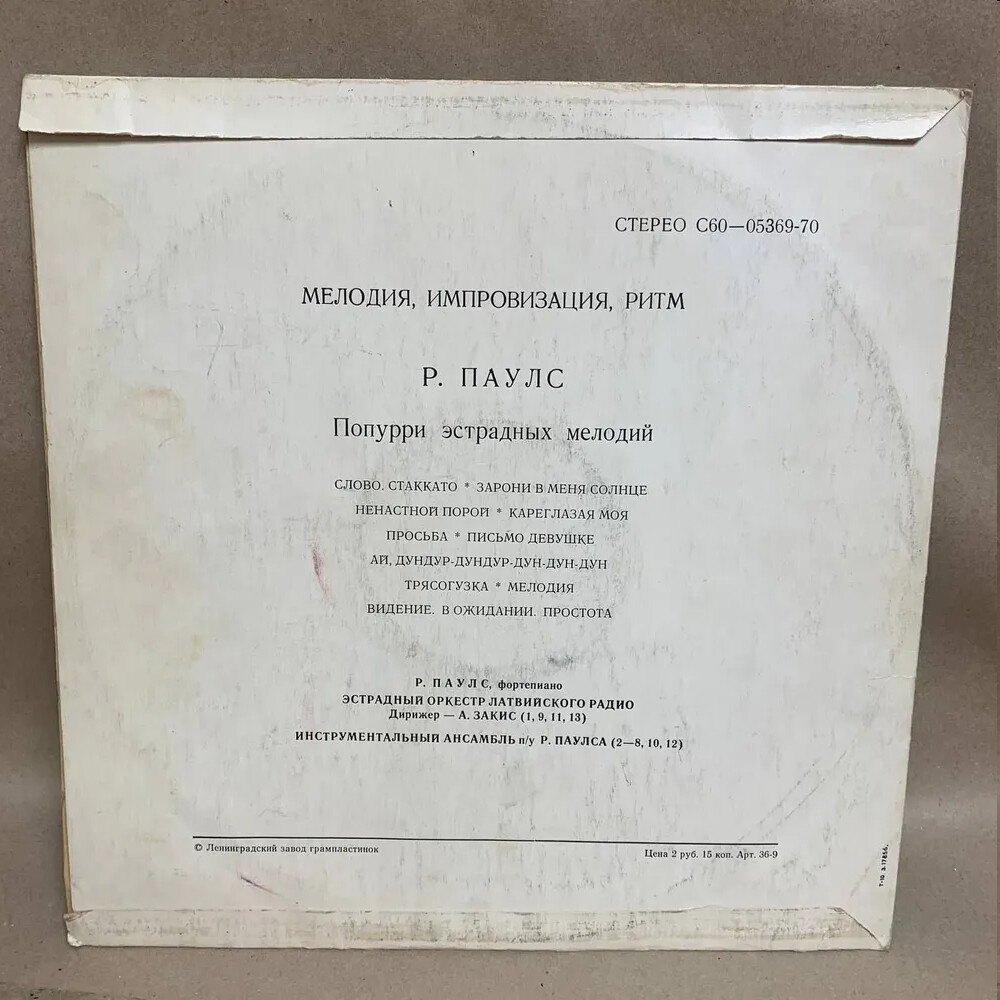 СТЕРЕО С60—05369-70
МЕЛОДИЯ, ИМПРОВИЗАЦИЯ, РИТМ
Р. ПАУЛС
Попурри эстрадных мелодий
СЛОВО. СТАККАТО * ЗАРОНИ В МЕНЯ СОЛНЦЕ
НЕНАСТНОЙ ПОРОЙ * КАРЕГЛАЗАЯ МОЯ
ПРОСЬБА * ПИСЬМО ДЕВУШКЕ
АЙ, ДУНДУР-ДУНДУР-ДУН-ДУН-ДУН
ТРЯСОГУЗКА * МЕЛОДИЯ
ВИДЕНИЕ. В ОЖИДАНИИ. ПРОСТОТА
Р. ПАУЛС, фортепиано
ЭСТРАДНЫЙ ОРКЕСТР ЛАТВИЙСКОГО РАДИО
Дирижер — А. ЗАКИС (1, 9, 11, 13)
ИНСТРУМЕНТАЛЬНЫЙ АНСАМБЛЬ п/у Р. ПАУЛСА (2—8, 10, 12)
© Ленинградский завод грампластинок
Цена 2 руб. 15 коп. Арт. 36-9
Т-10. З.17856.